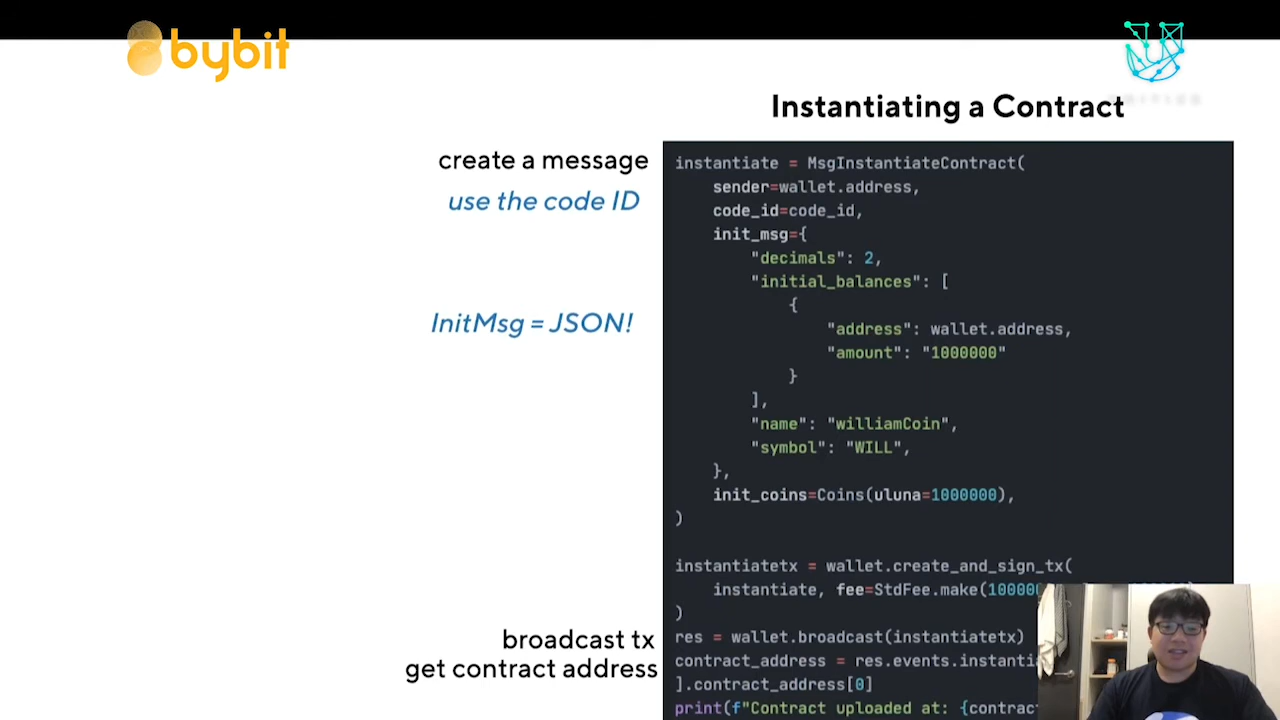 bybit
Instantiating a Contract
create a message
use the code ID
InitMsg = JSON!
broadcast tx
get contract address
instantiate = MsgInstantiateContract(
sender=wallet.address,
code_id=code_id,
init_msg={
"decimals": 2,
"initial_balances": [
{
"address": wallet.address,
"amount": "1000000"
}
],
"name": "williamCoin",
"symbol": "WILL",
},
init_coins=Coins(uluna=1000000),
)
instantiatetx = wallet.create_and_sign_tx(
instantiate, fee=StdFee.make(100000
)
res = wallet.broadcast(instantiatetx)
contract_address = res.events.instanti
].contract_address[0]
print(f"Contract uploaded at: {contrac